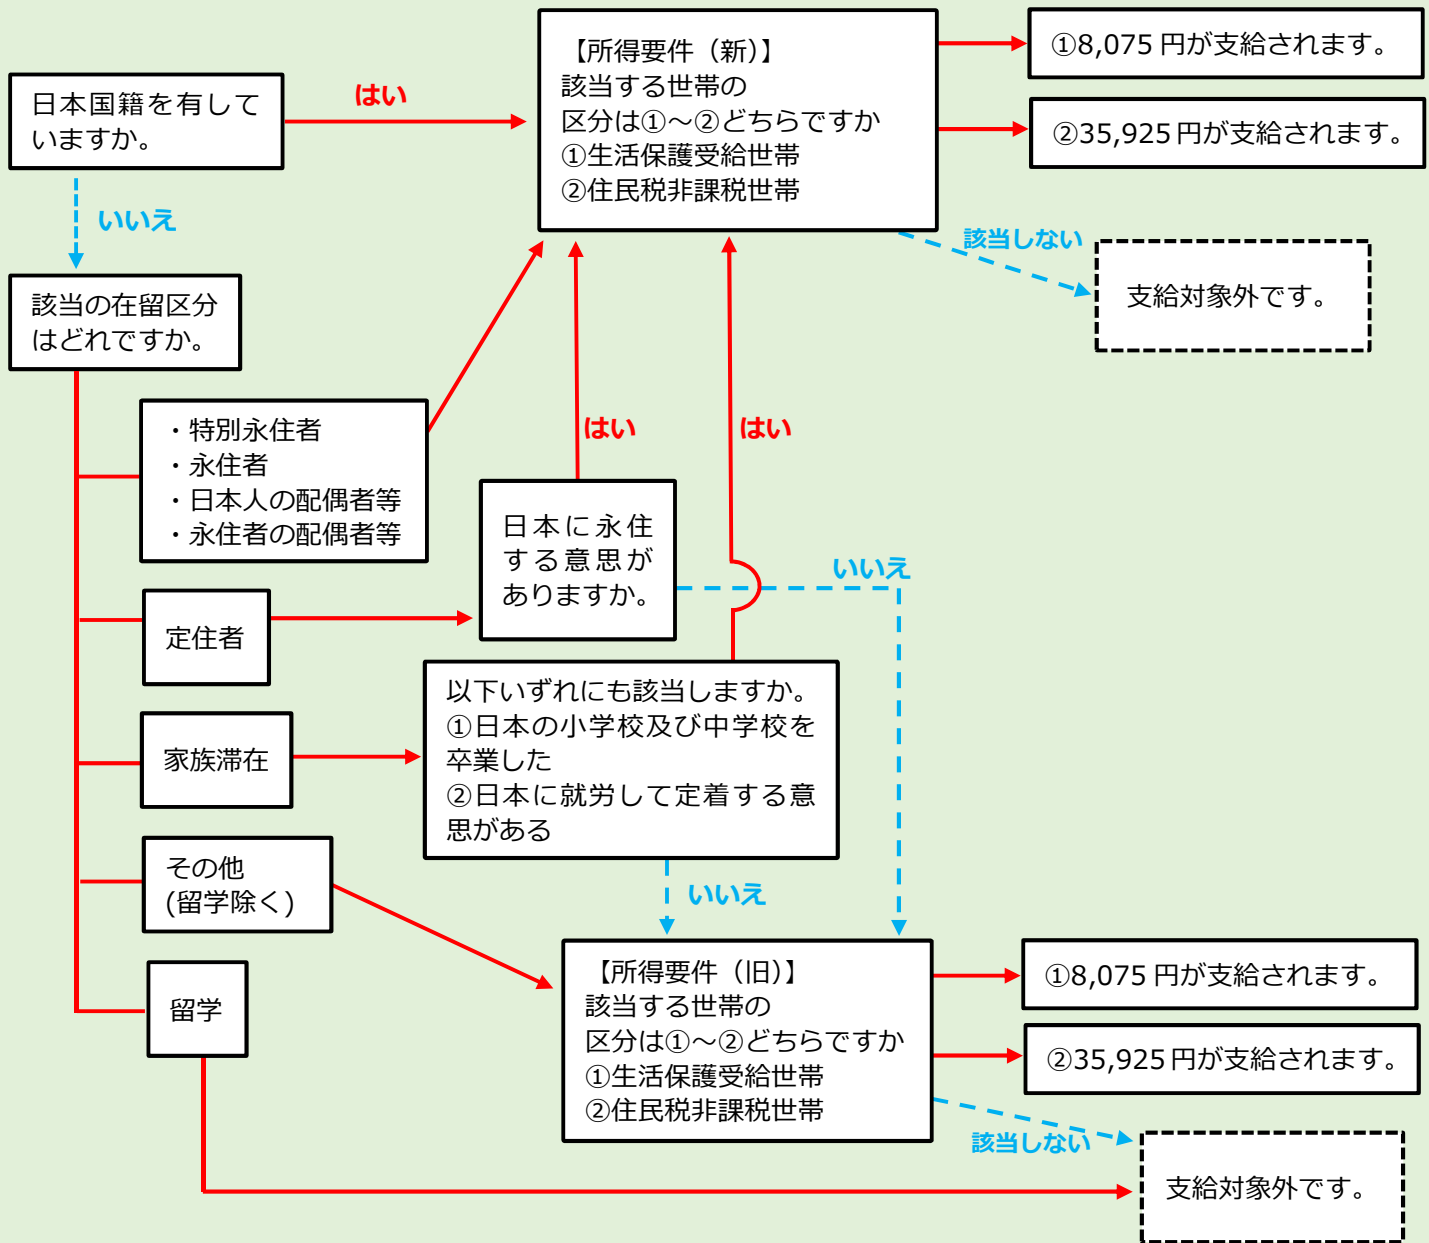 日本国籍を有して
いますか。
はい
いいえ
【所得要件（新）】
該当する世帯の
区分は①～②どちらですか
①生活保護受給世帯
②住民税非課税世帯
①8,075 円が支給されます。
②35,925 円が支給されます。
該当しない
支給対象外です。
該当の在留区分
はどれですか。
・特別永住者
・永住者
・日本人の配偶者等
・永住者の配偶者等
はい
はい
日本に永住
する意思が
ありますか。
いいえ
定住者
家族滞在
以下いずれにも該当しますか。
①日本の小学校及び中学校を
卒業した
②日本に就労して定着する意
思がある
いいえ
その他
(留学除く)
留学
【所得要件（旧）】
該当する世帯の
区分は①～②どちらですか
①生活保護受給世帯
②住民税非課税世帯
①8,075 円が支給されます。
②35,925 円が支給されます。
該当しない
支給対象外です。